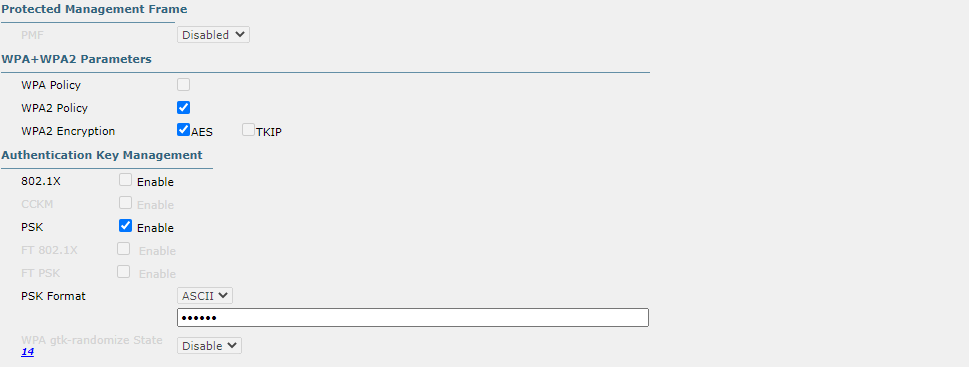 Protected Management Frame
PMF Disabled
WPA+WPA2 Parameters
WPA Policy
WPA2 Policy
WPA2 Encryption AES TKIP
Authentication Key Management
802.1X Enable
CCKM Enable
PSK Enable
FT 802.1X Enable
FT PSK Enable
PSK Format ASCII
••••••
WPA gtk-randomize State Disable
14